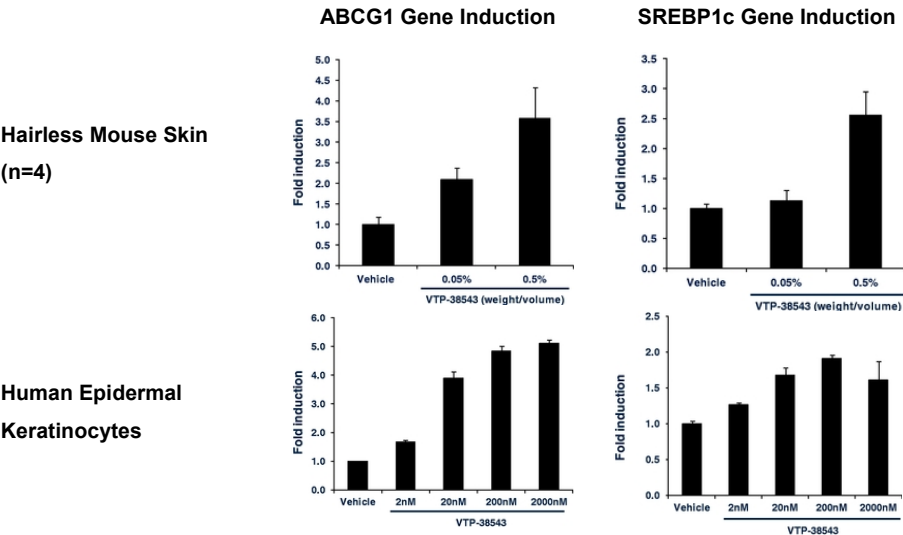 ABCG1 Gene Induction
SREBP1c Gene Induction
Hairless Mouse Skin
(n=4)
Fold induction
5.0
4.5
4.0
3.5
3.0
2.5
2.0
1.5
1.0
0.5
0.0
Vehicle 0.05% 0.5%
VTP-38543 (weight/volume)
Fold induction
3.5
3.0
2.5
2.0
1.5
1.0
0.5
0.0
Vehicle 0.05% 0.5%
VTP-38543 (weight/volume)
Human Epidermal
Keratinocytes
Fold induction
6.0
5.0
4.0
3.0
2.0
1.0
0.0
Vehicle 2nM 20nM 200nM 2000nM
VTP-38543
Fold induction
2.5
2.0
1.5
1.0
0.5
0.0
Vehicle 2nM 20nM 200nM 2000nM
VTP-38543